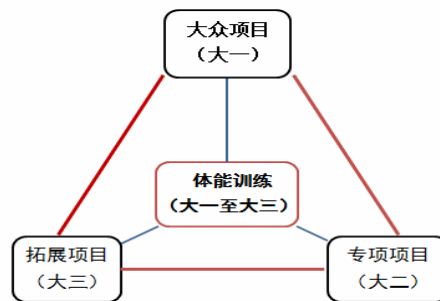 大众项目
（大一）
体能训练
（大一至大三）
拓展项目
（大三）
专项项目
（大二）